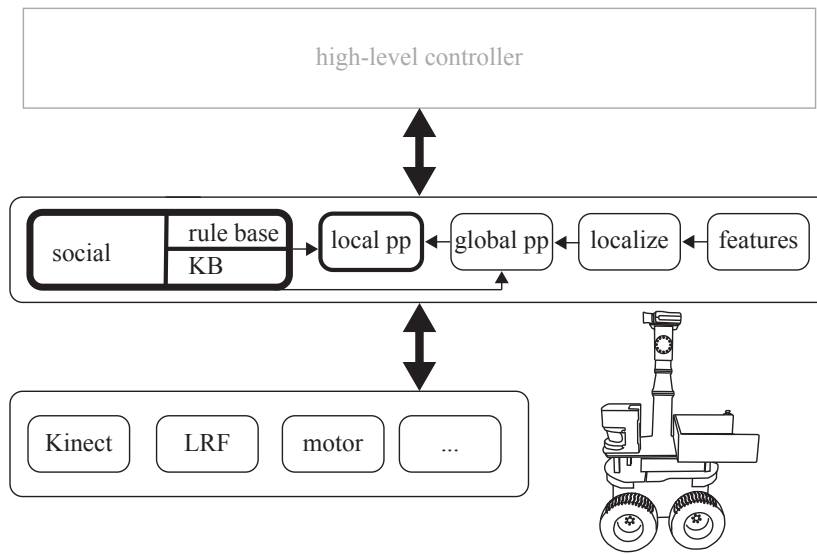 high-level controller
social
rule base
KB
local pp
global pp
localize
features
Kinect
LRF
motor
...